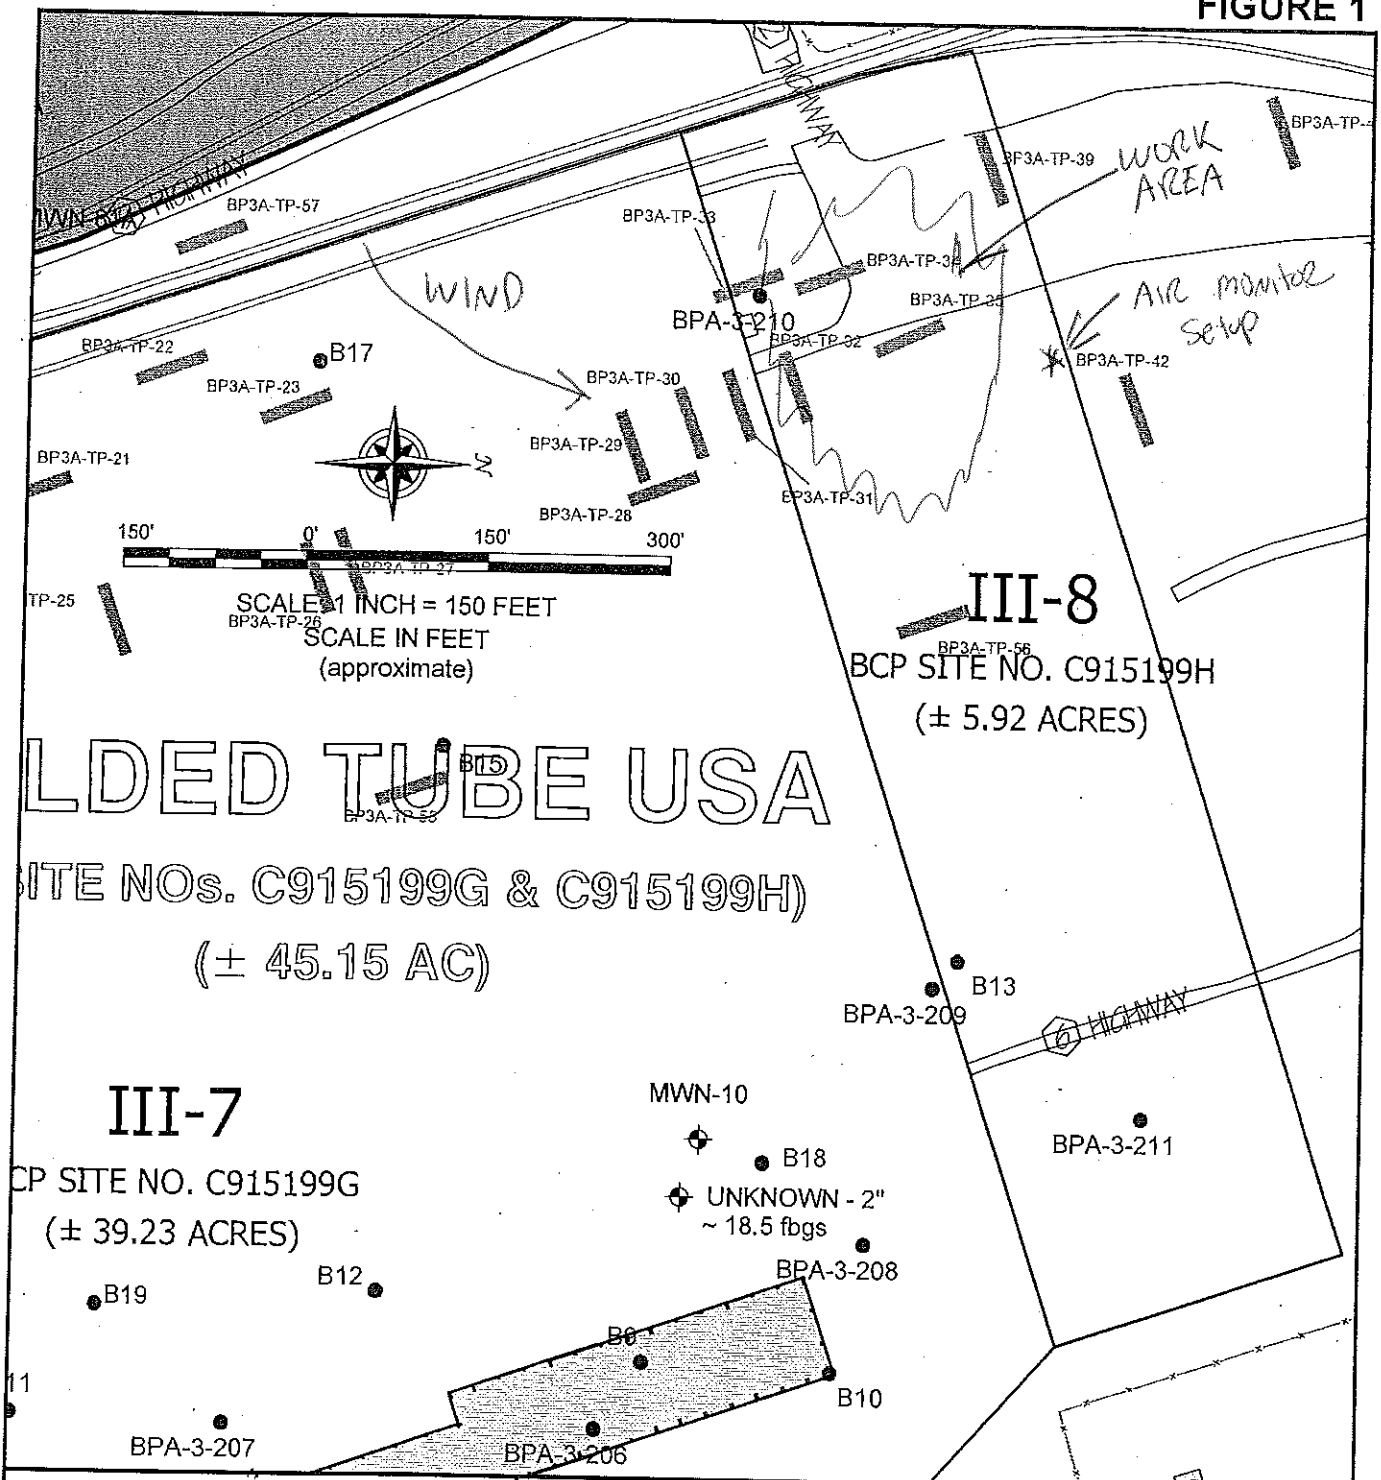 FIGURE 1
HIGHWAY
BP3A-TP-39
WORK
AREA
HIGHWAY
BP3A-TP-57
BP3A-TP-33
WIND
BP3A-TP-34
AIR MONITOR
Setup
BPA-3-210
BP3A-TP-32
BP3A-TP-22
B17
BP3A-TP-42
BP3A-TP-23
BP3A-TP-30
BP3A-TP-29
BP3A-TP-21
N
BP3A-TP-31
BP3A-TP-28
150' 0' 150' 300'
BP3A-TP-27
TP-25
SCALE: 1 INCH = 150 FEET
BP3A-TP-26
SCALE IN FEET
(approximate)
III-8
BP3A-TP-56
BCP SITE NO. C915199H
(± 5.92 ACRES)
LDED TUBE USA
B15
SITE NOs. C915199G & C915199H)
(± 45.15 AC)
B13
BPA-3-209
6 HIGHWAY
III-7
MWN-10
BPA-3-211
B18
CP SITE NO. C915199G
UNKNOWN - 2"
(± 39.23 ACRES)
~ 18.5 fbgs
BPA-3-208
B12
B19
11
B10
BPA-3-207
BPA-3-206